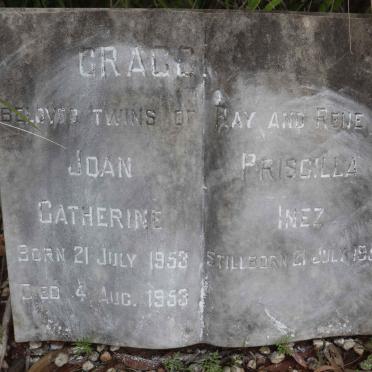 CRAGG
BELOVED TWINS OF RAY AND RENE
JOAN
CATHERINE
BORN 21 JULY 1953
DIED 4 AUG. 1953
PRISCILLA
INEZ
STILLBORN 21 JULY